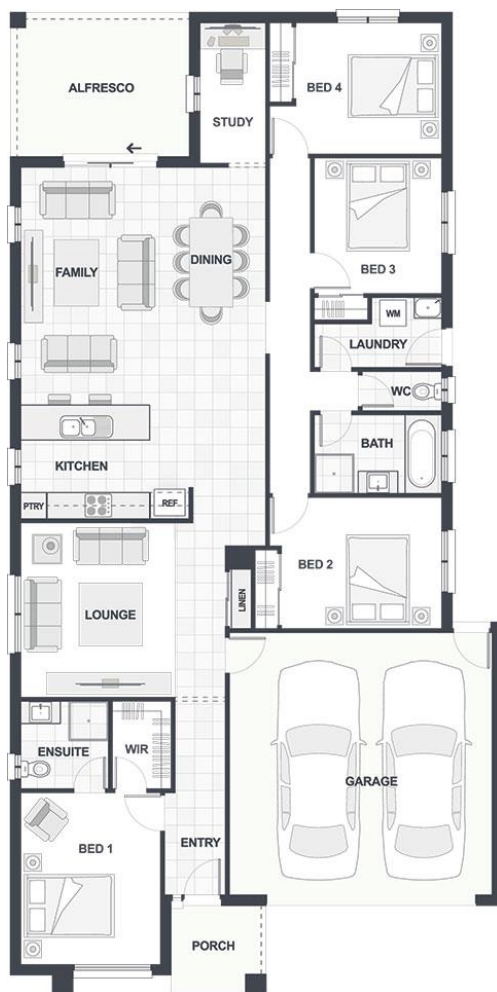 ALFRESCO
STUDY
BED 4
FAMILY
DINING
BED 3
WM
LAUNDRY
WC
BATH
KITCHEN
PTRY
REF
BED 2
LINEN
LOUNGE
ENSUITE
WIR
GARAGE
BED 1
ENTRY
PORCH